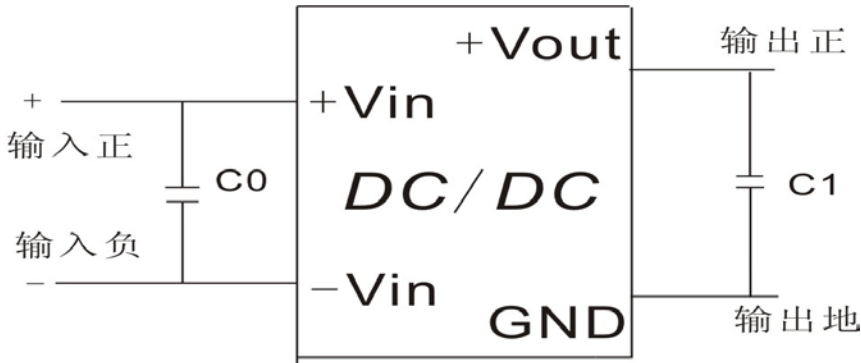 +Vout
输出正
+
+Vin
输入正
C0
DC/DC
C1
输入负
−
−Vin
GND
输出地